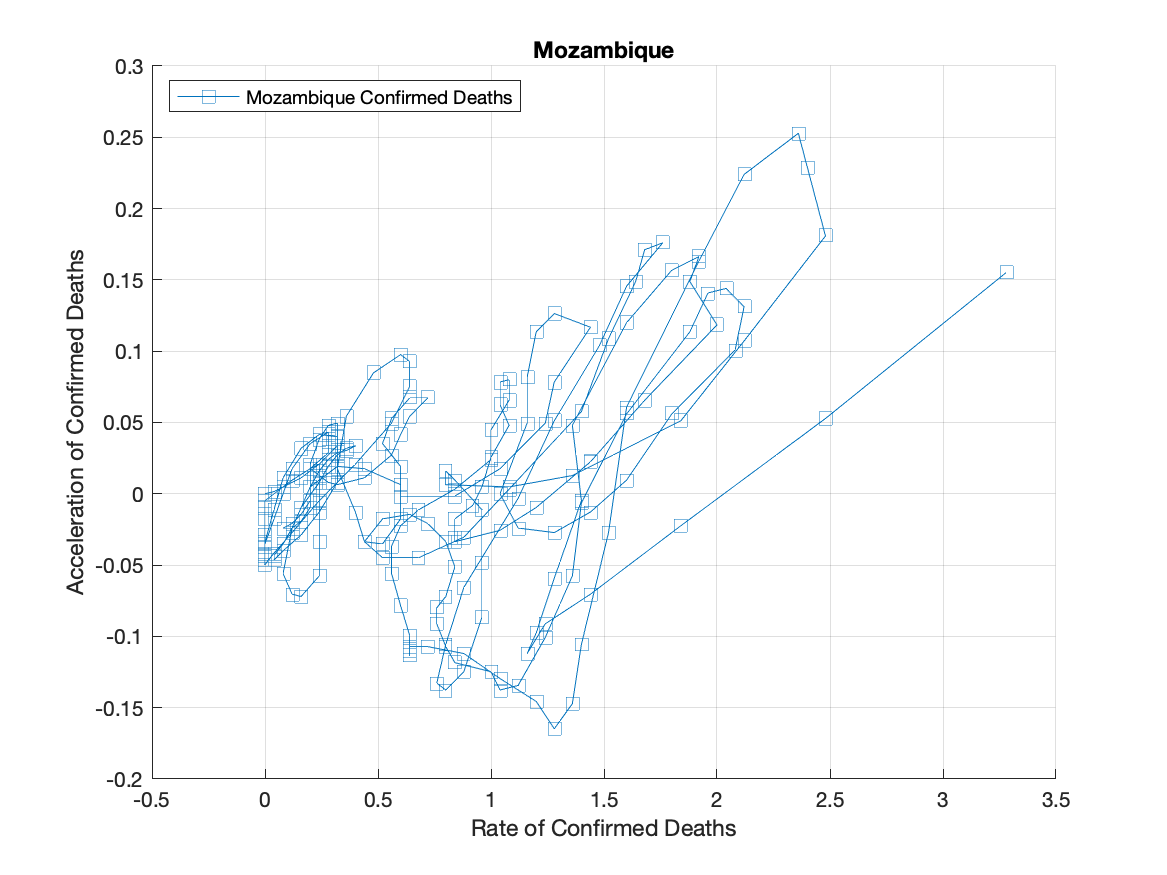 Mozambique
0.3
Mozambique Confirmed Deaths
0.25
0.2
0.15
0.1
0.05
0
-0.05
-0.1
-0.15
-0.2
Acceleration of Confirmed Deaths
-0.5 0 0.5 1 1.5 2 2.5 3 3.5
Rate of Confirmed Deaths